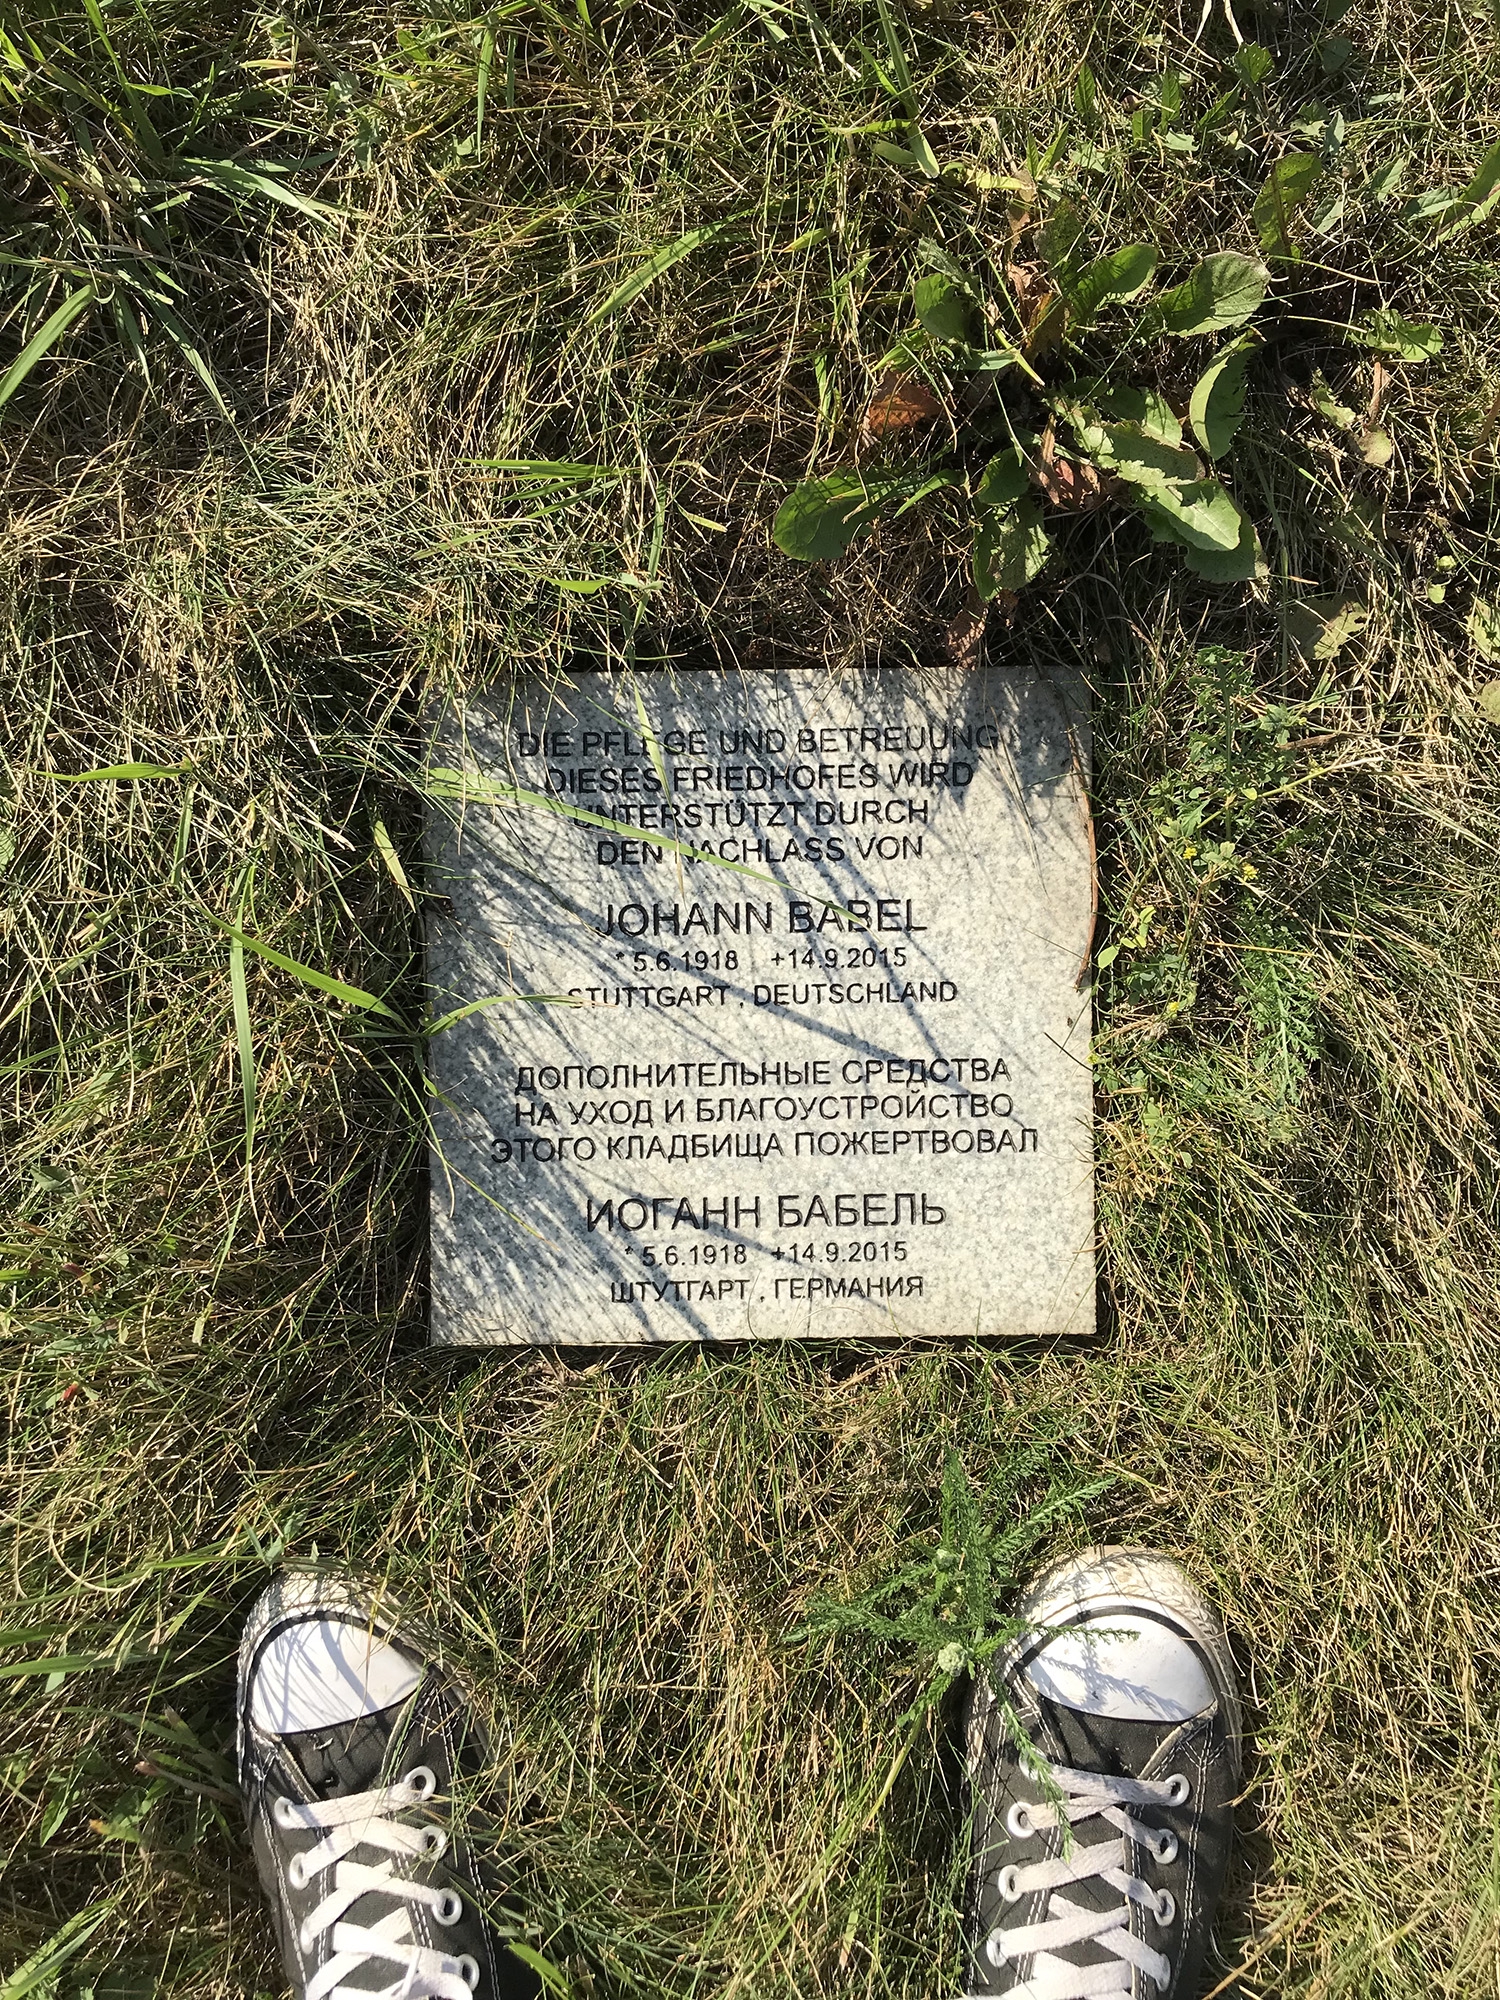 DIE PFLEGE UND BETREUUNG
DIESES FRIEDHOFES WIRD
UNTERSTÜTZT DURCH
DEN NACHLASS VON
JOHANN BABEL
* 5.6.1918 +14.9.2015
STUTTGART , DEUTSCHLAND
ДОПОЛНИТЕЛЬНЫЕ СРЕДСТВА
НА УХОД И БЛАГОУСТРОЙСТВО
ЭТОГО КЛАДБИЩА ПОЖЕРТВОВАЛ
ИОГАНН БАБЕЛЬ
* 5.6.1918 +14.9.2015
ШТУТГАРТ , ГЕРМАНИЯ